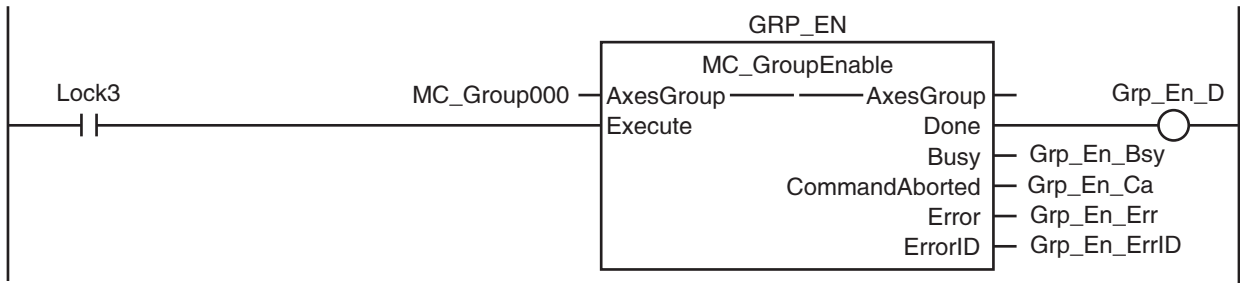 GRP_EN
MC_GroupEnable
Lock3 MC_Group000 AxesGroup AxesGroup Grp_En_D
Execute Done
Busy Grp_En_Bsy
CommandAborted Grp_En_Ca
Error Grp_En_Err
ErrorID Grp_En_ErrID